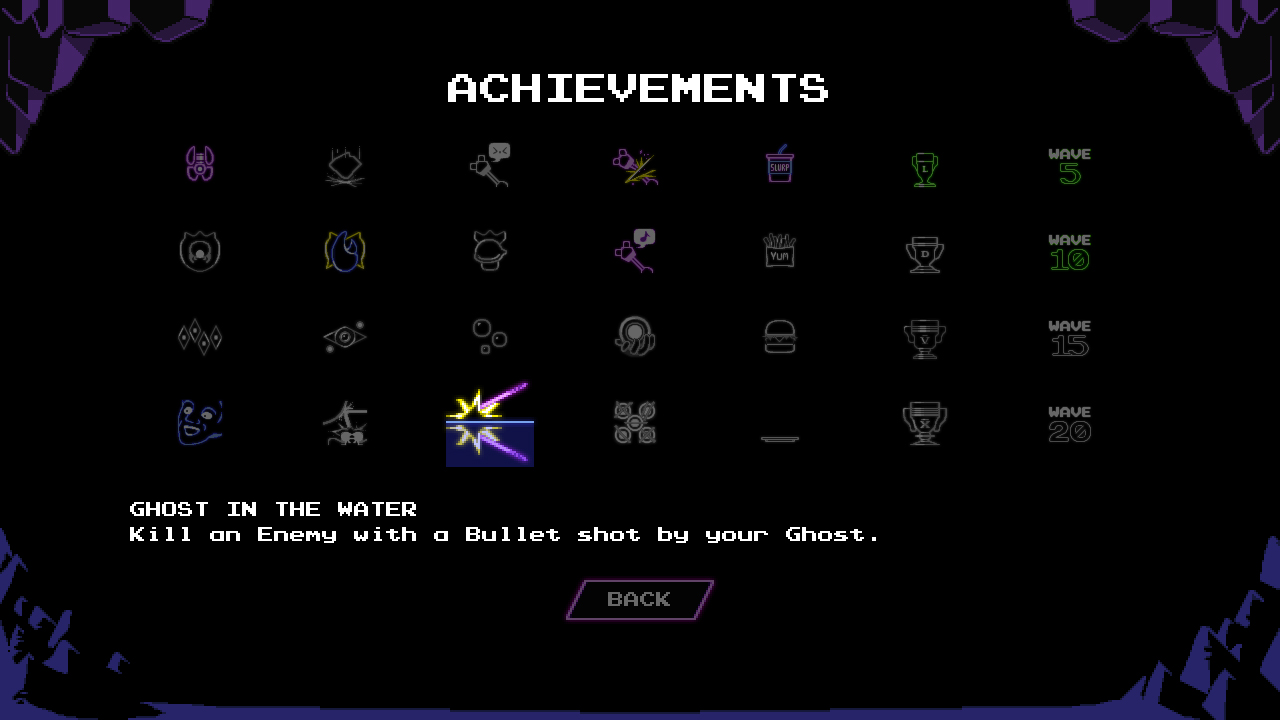 ACHIEVEMENTS
SLURP
L
WAVE
5
YUM
D
WAVE
10
V
WAVE
15
X
WAVE
20
GHOST IN THE WATER
Kill an Enemy with a Bullet shot by your Ghost.
BACK